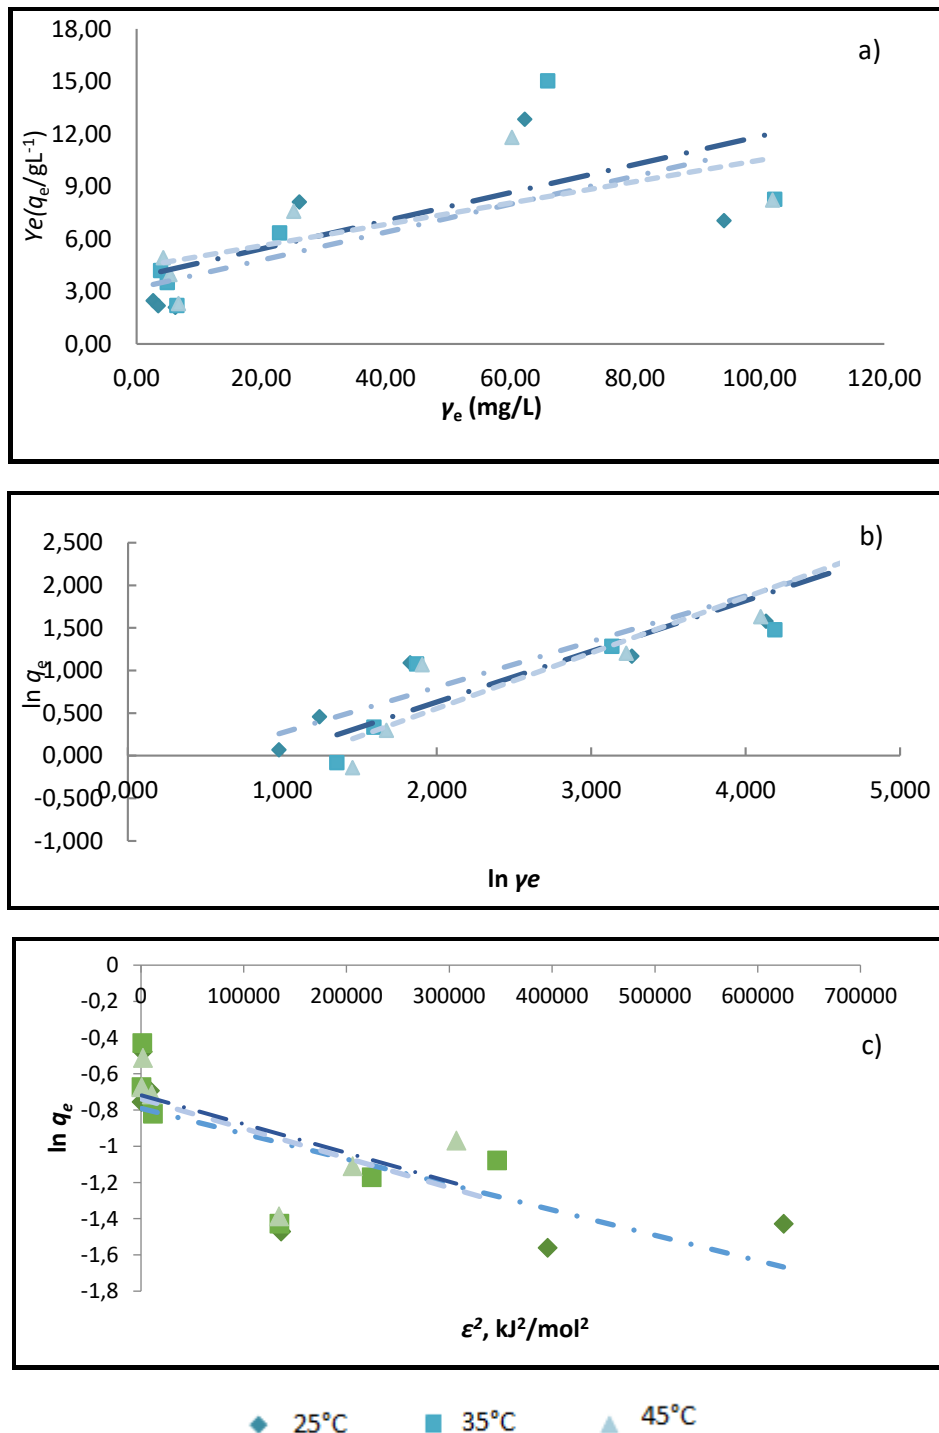 a)
18,00
15,00
12,00
9,00
6,00
3,00
0,00
Ye(qe/gL-1)
0,00 20,00 40,00 60,00 80,00 100,00 120,00
γe (mg/L)
b)
2,500
2,000
1,500
1,000
0,500
0,000
-0,500
-1,000
ln qe
0,000 1,000 2,000 3,000 4,000 5,000
ln γe
0
-0,2
-0,4
-0,6
-0,8
-1
-1,2
-1,4
-1,6
-1,8
ln qe
0 100000 200000 300000 400000 500000 600000 700000
c)
ε2, kJ2/mol2
25°C 35°C 45°C